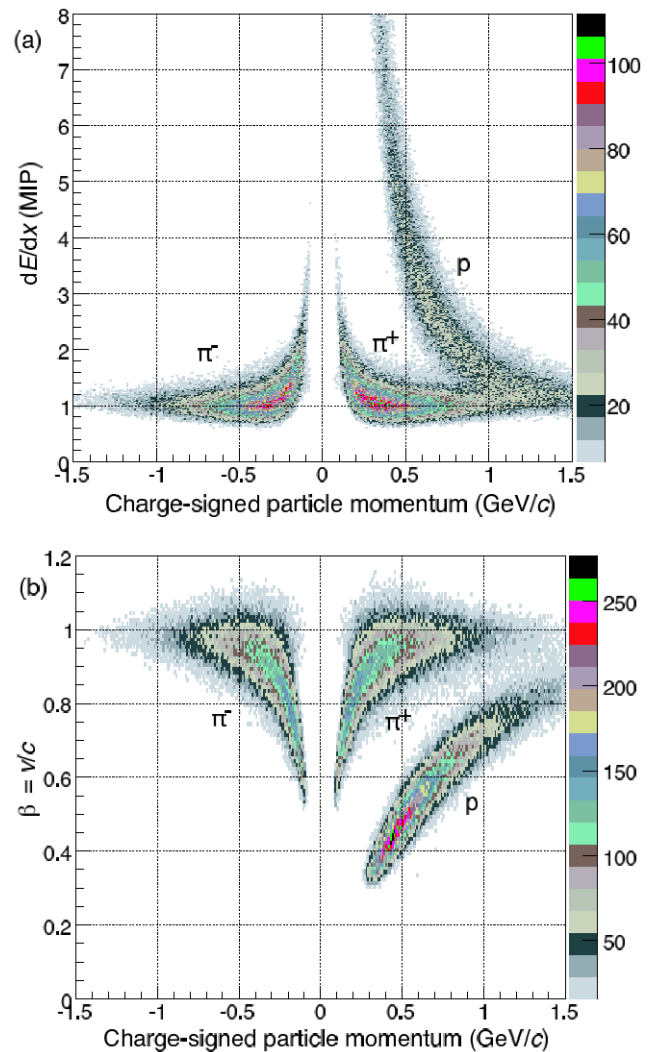 (a)
dE/dx (MIP)
8
7
6
5
4
3
2
1
0
p
π-
π+
100
80
60
40
20
-1.5 -1 -0.5 0 0.5 1 1.5
Charge-signed particle momentum (GeV/c)
(b)
β = v/c
1.2
1
0.8
0.6
0.4
0.2
0
π-
π+
p
250
200
150
100
50
-1.5 -1 -0.5 0 0.5 1 1.5
Charge-signed particle momentum (GeV/c)